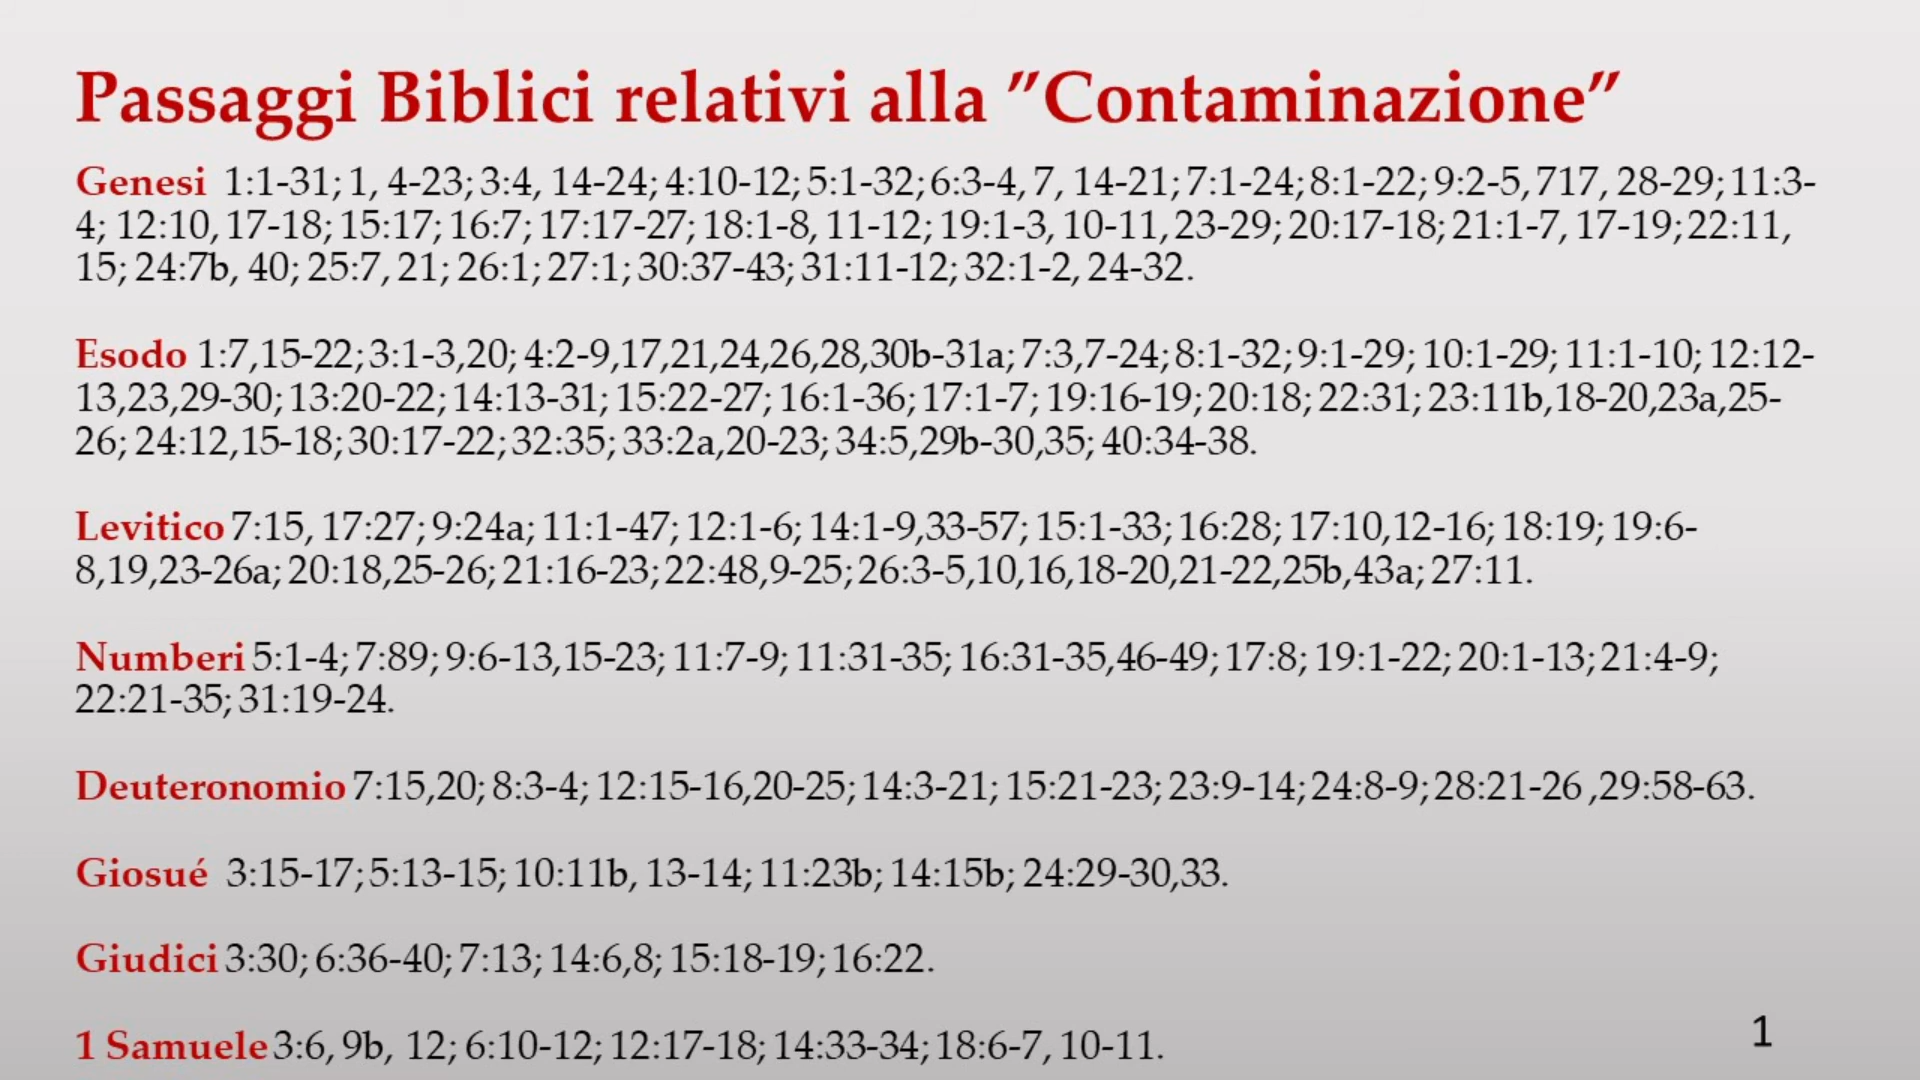 Passaggi Biblici relativi alla ”Contaminazione”
Genesi 1:1-31; 1, 4-23; 3:4, 14-24; 4:10-12; 5:1-32; 6:3-4, 7, 14-21; 7:1-24; 8:1-22; 9:2-5, 717, 28-29; 11:3-
4; 12:10, 17-18; 15:17; 16:7; 17:17-27; 18:1-8, 11-12; 19:1-3, 10-11, 23-29; 20:17-18; 21:1-7, 17-19; 22:11,
15; 24:7b, 40; 25:7, 21; 26:1; 27:1; 30:37-43; 31:11-12; 32:1-2, 24-32.
Esodo 1:7,15-22; 3:1-3,20; 4:2-9,17,21,24,26,28,30b-31a; 7:3,7-24; 8:1-32; 9:1-29; 10:1-29; 11:1-10; 12:12-
13,23,29-30; 13:20-22; 14:13-31; 15:22-27; 16:1-36; 17:1-7; 19:16-19; 20:18; 22:31; 23:11b,18-20,23a,25-
26; 24:12,15-18; 30:17-22; 32:35; 33:2a,20-23; 34:5,29b-30,35; 40:34-38.
Levitico 7:15, 17:27; 9:24a; 11:1-47; 12:1-6; 14:1-9,33-57; 15:1-33; 16:28; 17:10,12-16; 18:19; 19:6-
8,19,23-26a; 20:18,25-26; 21:16-23; 22:48,9-25; 26:3-5,10,16,18-20,21-22,25b,43a; 27:11.
Numberi 5:1-4; 7:89; 9:6-13,15-23; 11:7-9; 11:31-35; 16:31-35,46-49; 17:8; 19:1-22; 20:1-13; 21:4-9;
22:21-35; 31:19-24.
Deuteronomio 7:15,20; 8:3-4; 12:15-16,20-25; 14:3-21; 15:21-23; 23:9-14; 24:8-9; 28:21-26 ,29:58-63.
Giosué 3:15-17; 5:13-15; 10:11b, 13-14; 11:23b; 14:15b; 24:29-30,33.
Giudici 3:30; 6:36-40; 7:13; 14:6,8; 15:18-19; 16:22.
1 Samuele 3:6, 9b, 12; 6:10-12; 12:17-18; 14:33-34; 18:6-7, 10-11.
1